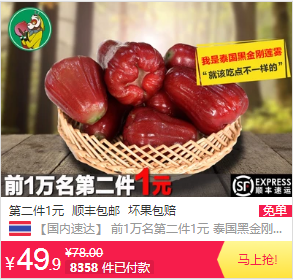 我是泰国黑金刚莲雾
“就该吃点不一样的”
前1万名第二件1元
SF EXPRESS
顺丰速运
第二件1元 顺丰包邮 坏果包赔 免单
【国内速达】 前1万名第二件1元 泰国黑金刚...
¥49.9 ¥78.00
8358 件已付款
马上抢!